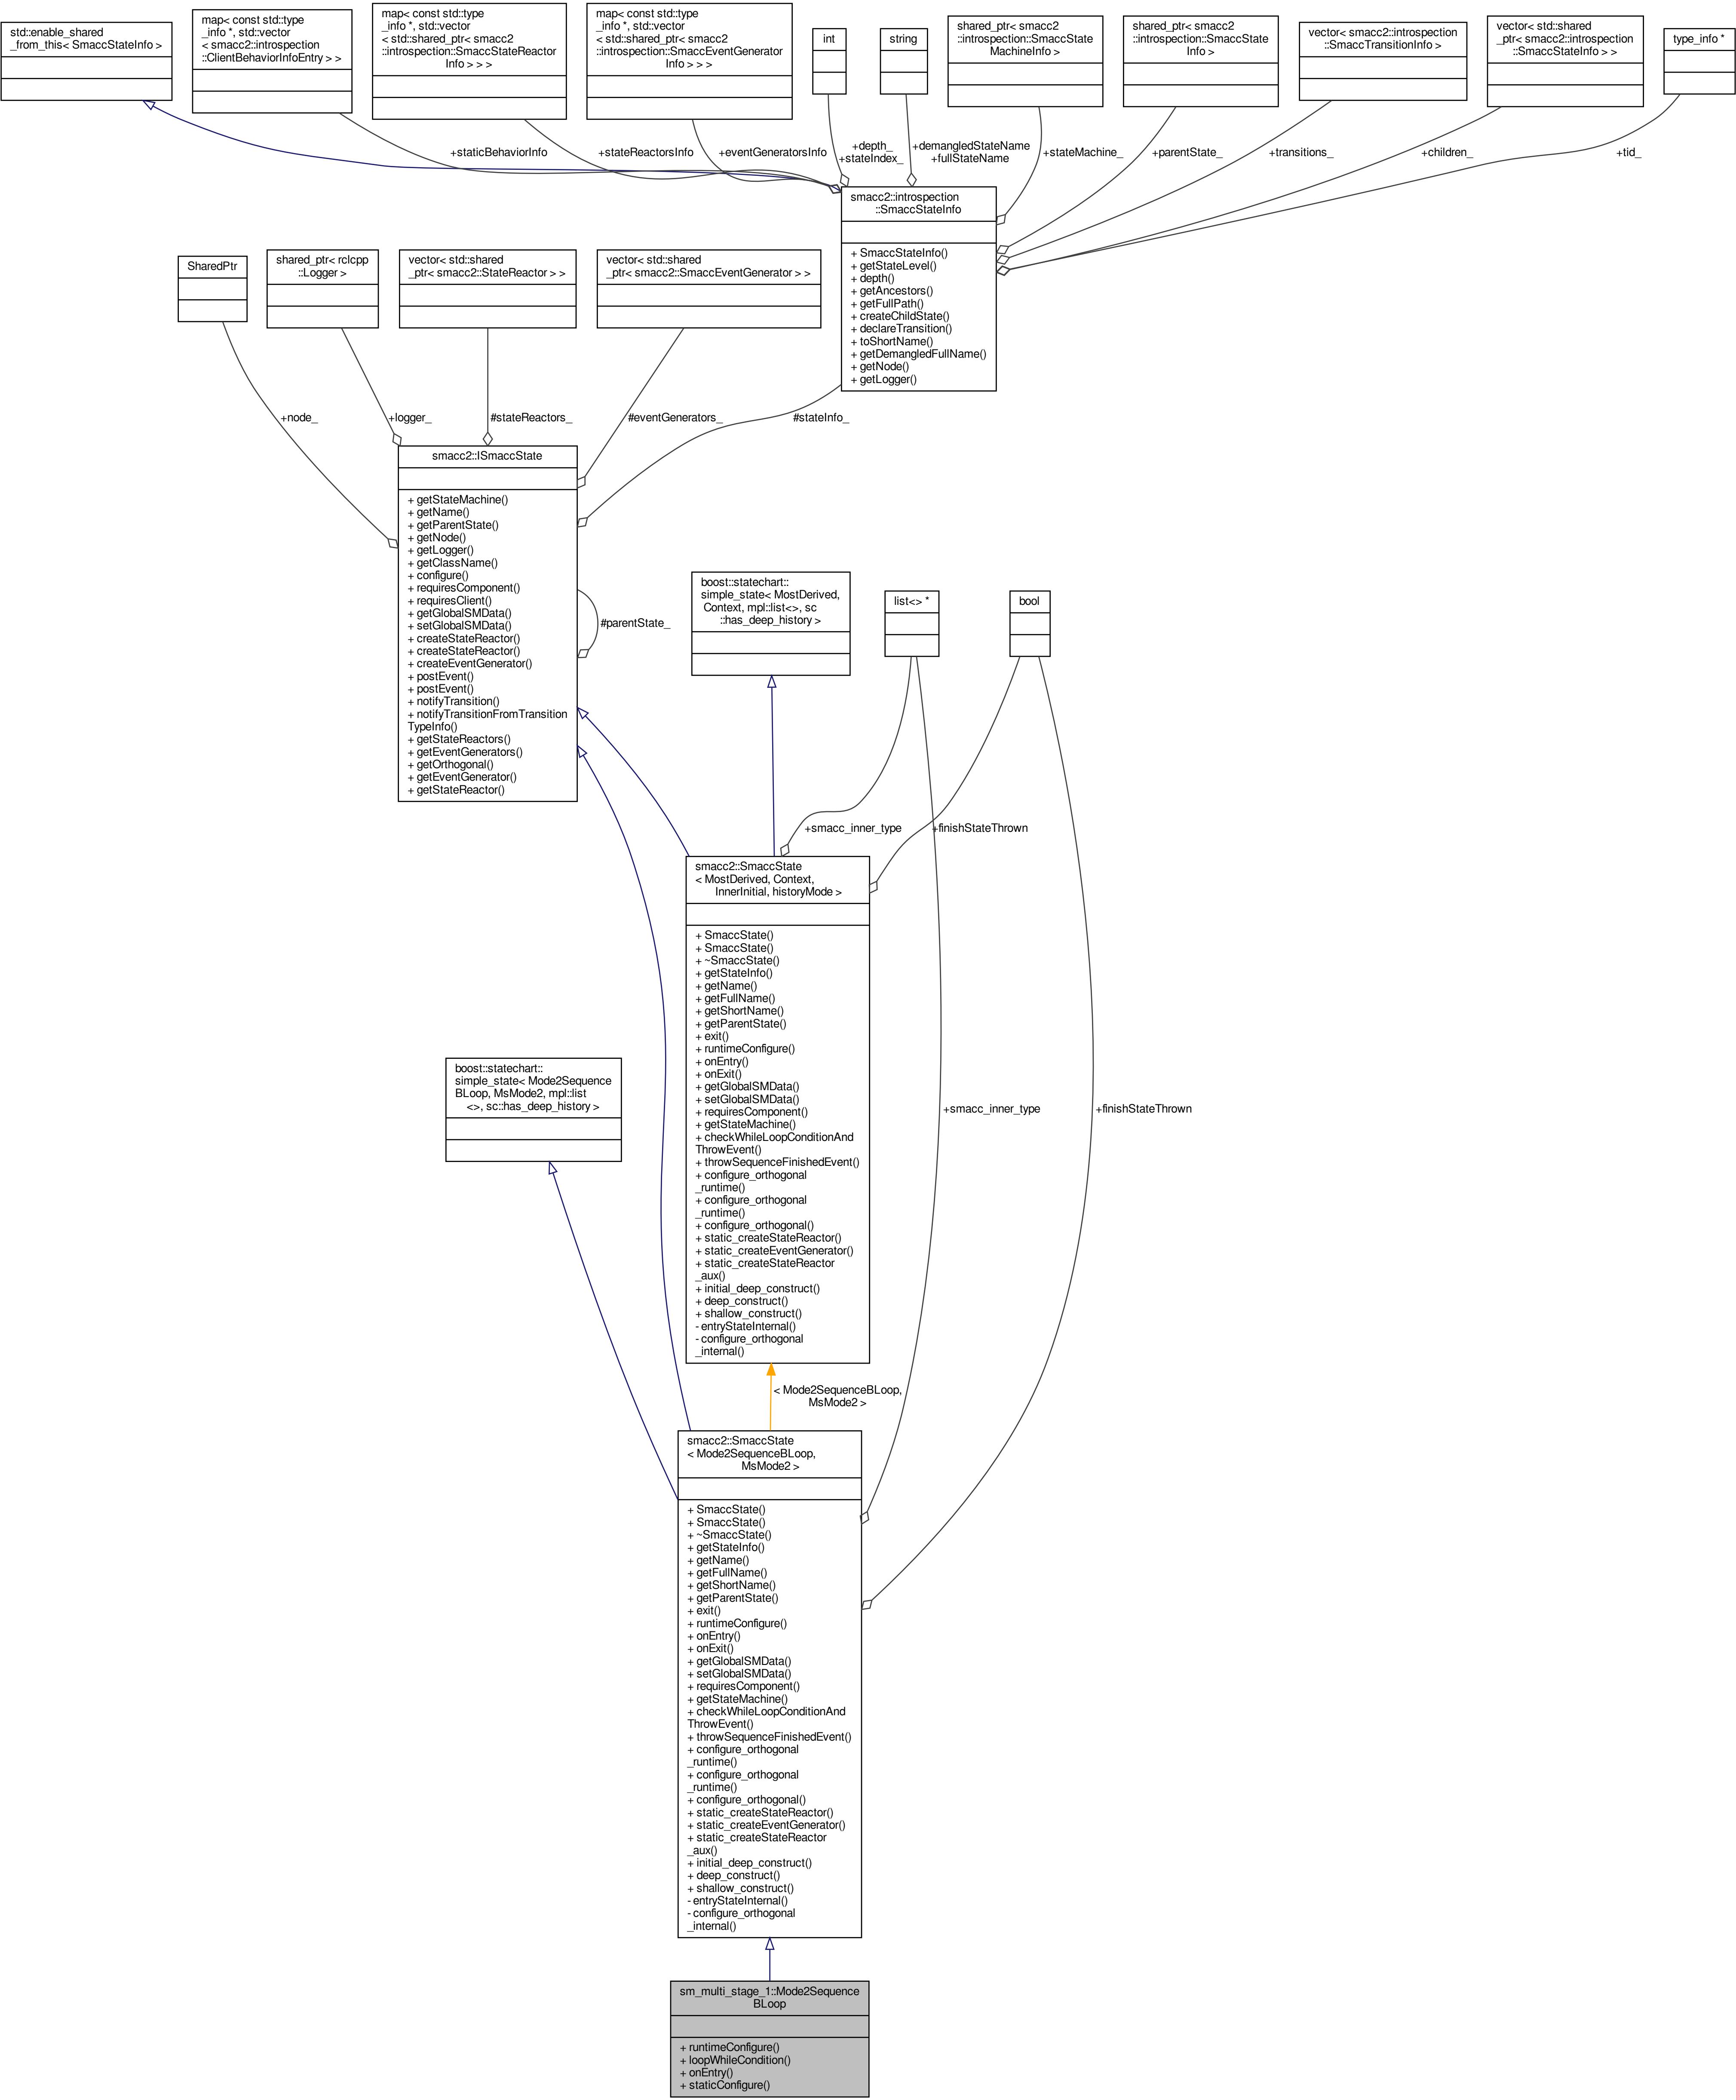 std::enable_shared
_from_this< SmaccStateInfo >
map< const std::type
_info *, std::vector
< smacc2::introspection
::ClientBehaviorInfoEntry > >
map< const std::type
_info *, std::vector
< std::shared_ptr< smacc2
::introspection::SmaccStateReactor
Info > > >
map< const std::type
_info *, std::vector
< std::shared_ptr< smacc2
::introspection::SmaccEventGenerator
Info > > >
int
string
shared_ptr< smacc2
::introspection::SmaccState
MachineInfo >
shared_ptr< smacc2
::introspection::SmaccState
Info >
vector< smacc2::introspection
::SmaccTransitionInfo >
vector< std::shared
_ptr< smacc2::introspection
::SmaccStateInfo > >
type_info *
+staticBehaviorInfo
+stateReactorsInfo
+eventGeneratorsInfo
+depth_
+stateIndex_
+demangledStateName
+fullStateName
+stateMachine_
+parentState_
+transitions_
+children_
+tid_
smacc2::introspection
::SmaccStateInfo
+ SmaccStateInfo()
+ getStateLevel()
+ depth()
+ getAncestors()
+ getFullPath()
+ createChildState()
+ declareTransition()
+ toShortName()
+ getDemangledFullName()
+ getNode()
+ getLogger()
SharedPtr
shared_ptr< rclcpp
::Logger >
vector< std::shared
_ptr< smacc2::StateReactor > >
vector< std::shared
_ptr< smacc2::SmaccEventGenerator > >
+node_
+logger_
#stateReactors_
#eventGenerators_
#stateInfo_
smacc2::ISmaccState
+ getStateMachine()
+ getName()
+ getParentState()
+ getNode()
+ getLogger()
+ getClassName()
+ configure()
+ requiresComponent()
+ requiresClient()
+ getGlobalSMData()
+ setGlobalSMData()
+ createStateReactor()
+ createStateReactor()
+ createEventGenerator()
+ postEvent()
+ postEvent()
+ notifyTransition()
+ notifyTransitionFromTransition
TypeInfo()
+ getStateReactors()
+ getEventGenerators()
+ getOrthogonal()
+ getEventGenerator()
+ getStateReactor()
#parentState_
boost::statechart::
simple_state< MostDerived,
Context, mpl::list<>, sc
::has_deep_history >
list<> *
bool
+smacc_inner_type
+finishStateThrown
smacc2::SmaccState
< MostDerived, Context,
InnerInitial, historyMode >
+ SmaccState()
+ SmaccState()
+ ~SmaccState()
+ getStateInfo()
+ getName()
+ getFullName()
+ getShortName()
+ getParentState()
+ exit()
+ runtimeConfigure()
+ onEntry()
+ onExit()
+ getGlobalSMData()
+ setGlobalSMData()
+ requiresComponent()
+ getStateMachine()
+ checkWhileLoopConditionAnd
ThrowEvent()
+ throwSequenceFinishedEvent()
+ configure_orthogonal
_runtime()
+ configure_orthogonal
_runtime()
+ configure_orthogonal()
+ static_createStateReactor()
+ static_createEventGenerator()
+ static_createStateReactor
_aux()
+ initial_deep_construct()
+ deep_construct()
+ shallow_construct()
- entryStateInternal()
- configure_orthogonal
_internal()
boost::statechart::
simple_state< Mode2Sequence
BLoop, MsMode2, mpl::list
<>, sc::has_deep_history >
+smacc_inner_type
+finishStateThrown
< Mode2SequenceBLoop,
MsMode2 >
smacc2::SmaccState
< Mode2SequenceBLoop,
MsMode2 >
+ SmaccState()
+ SmaccState()
+ ~SmaccState()
+ getStateInfo()
+ getName()
+ getFullName()
+ getShortName()
+ getParentState()
+ exit()
+ runtimeConfigure()
+ onEntry()
+ onExit()
+ getGlobalSMData()
+ setGlobalSMData()
+ requiresComponent()
+ getStateMachine()
+ checkWhileLoopConditionAnd
ThrowEvent()
+ throwSequenceFinishedEvent()
+ configure_orthogonal
_runtime()
+ configure_orthogonal
_runtime()
+ configure_orthogonal()
+ static_createStateReactor()
+ static_createEventGenerator()
+ static_createStateReactor
_aux()
+ initial_deep_construct()
+ deep_construct()
+ shallow_construct()
- entryStateInternal()
- configure_orthogonal
_internal()
sm_multi_stage_1::Mode2Sequence
BLoop
+ runtimeConfigure()
+ loopWhileCondition()
+ onEntry()
+ staticConfigure()